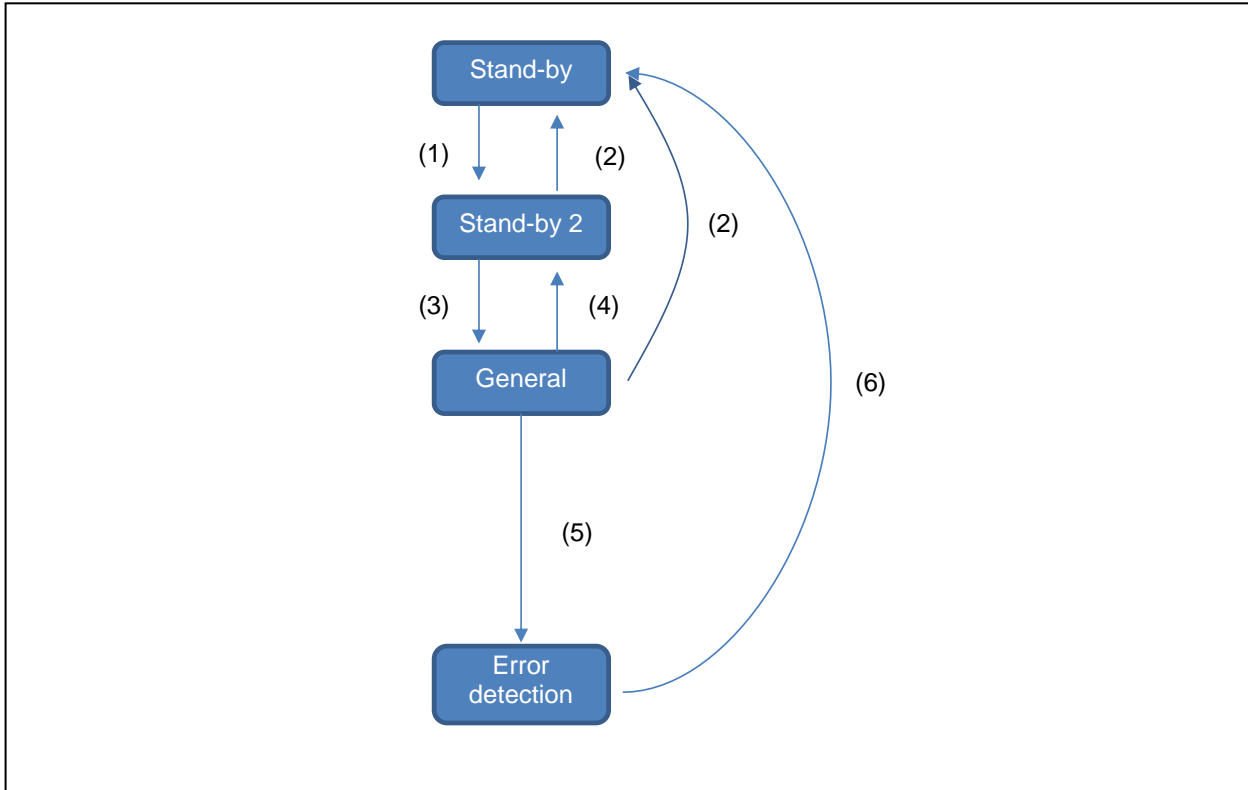 Stand-by
(1)
(2)
Stand-by 2
(2)
(3)
(4)
General
(6)
(5)
Error
detection